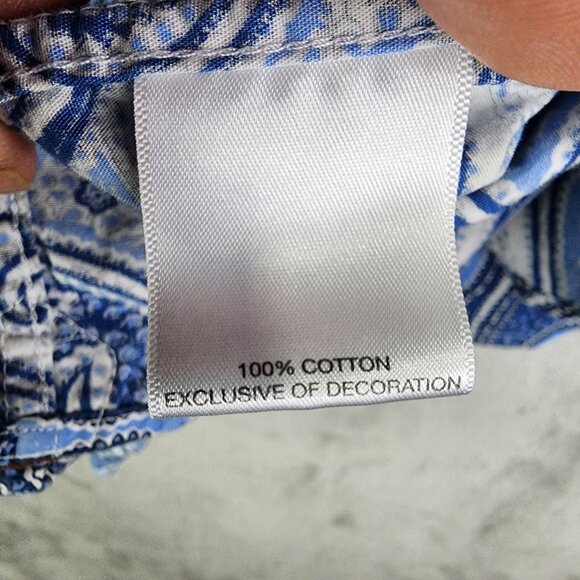 100% COTTON
EXCLUSIVE OF DECORATION